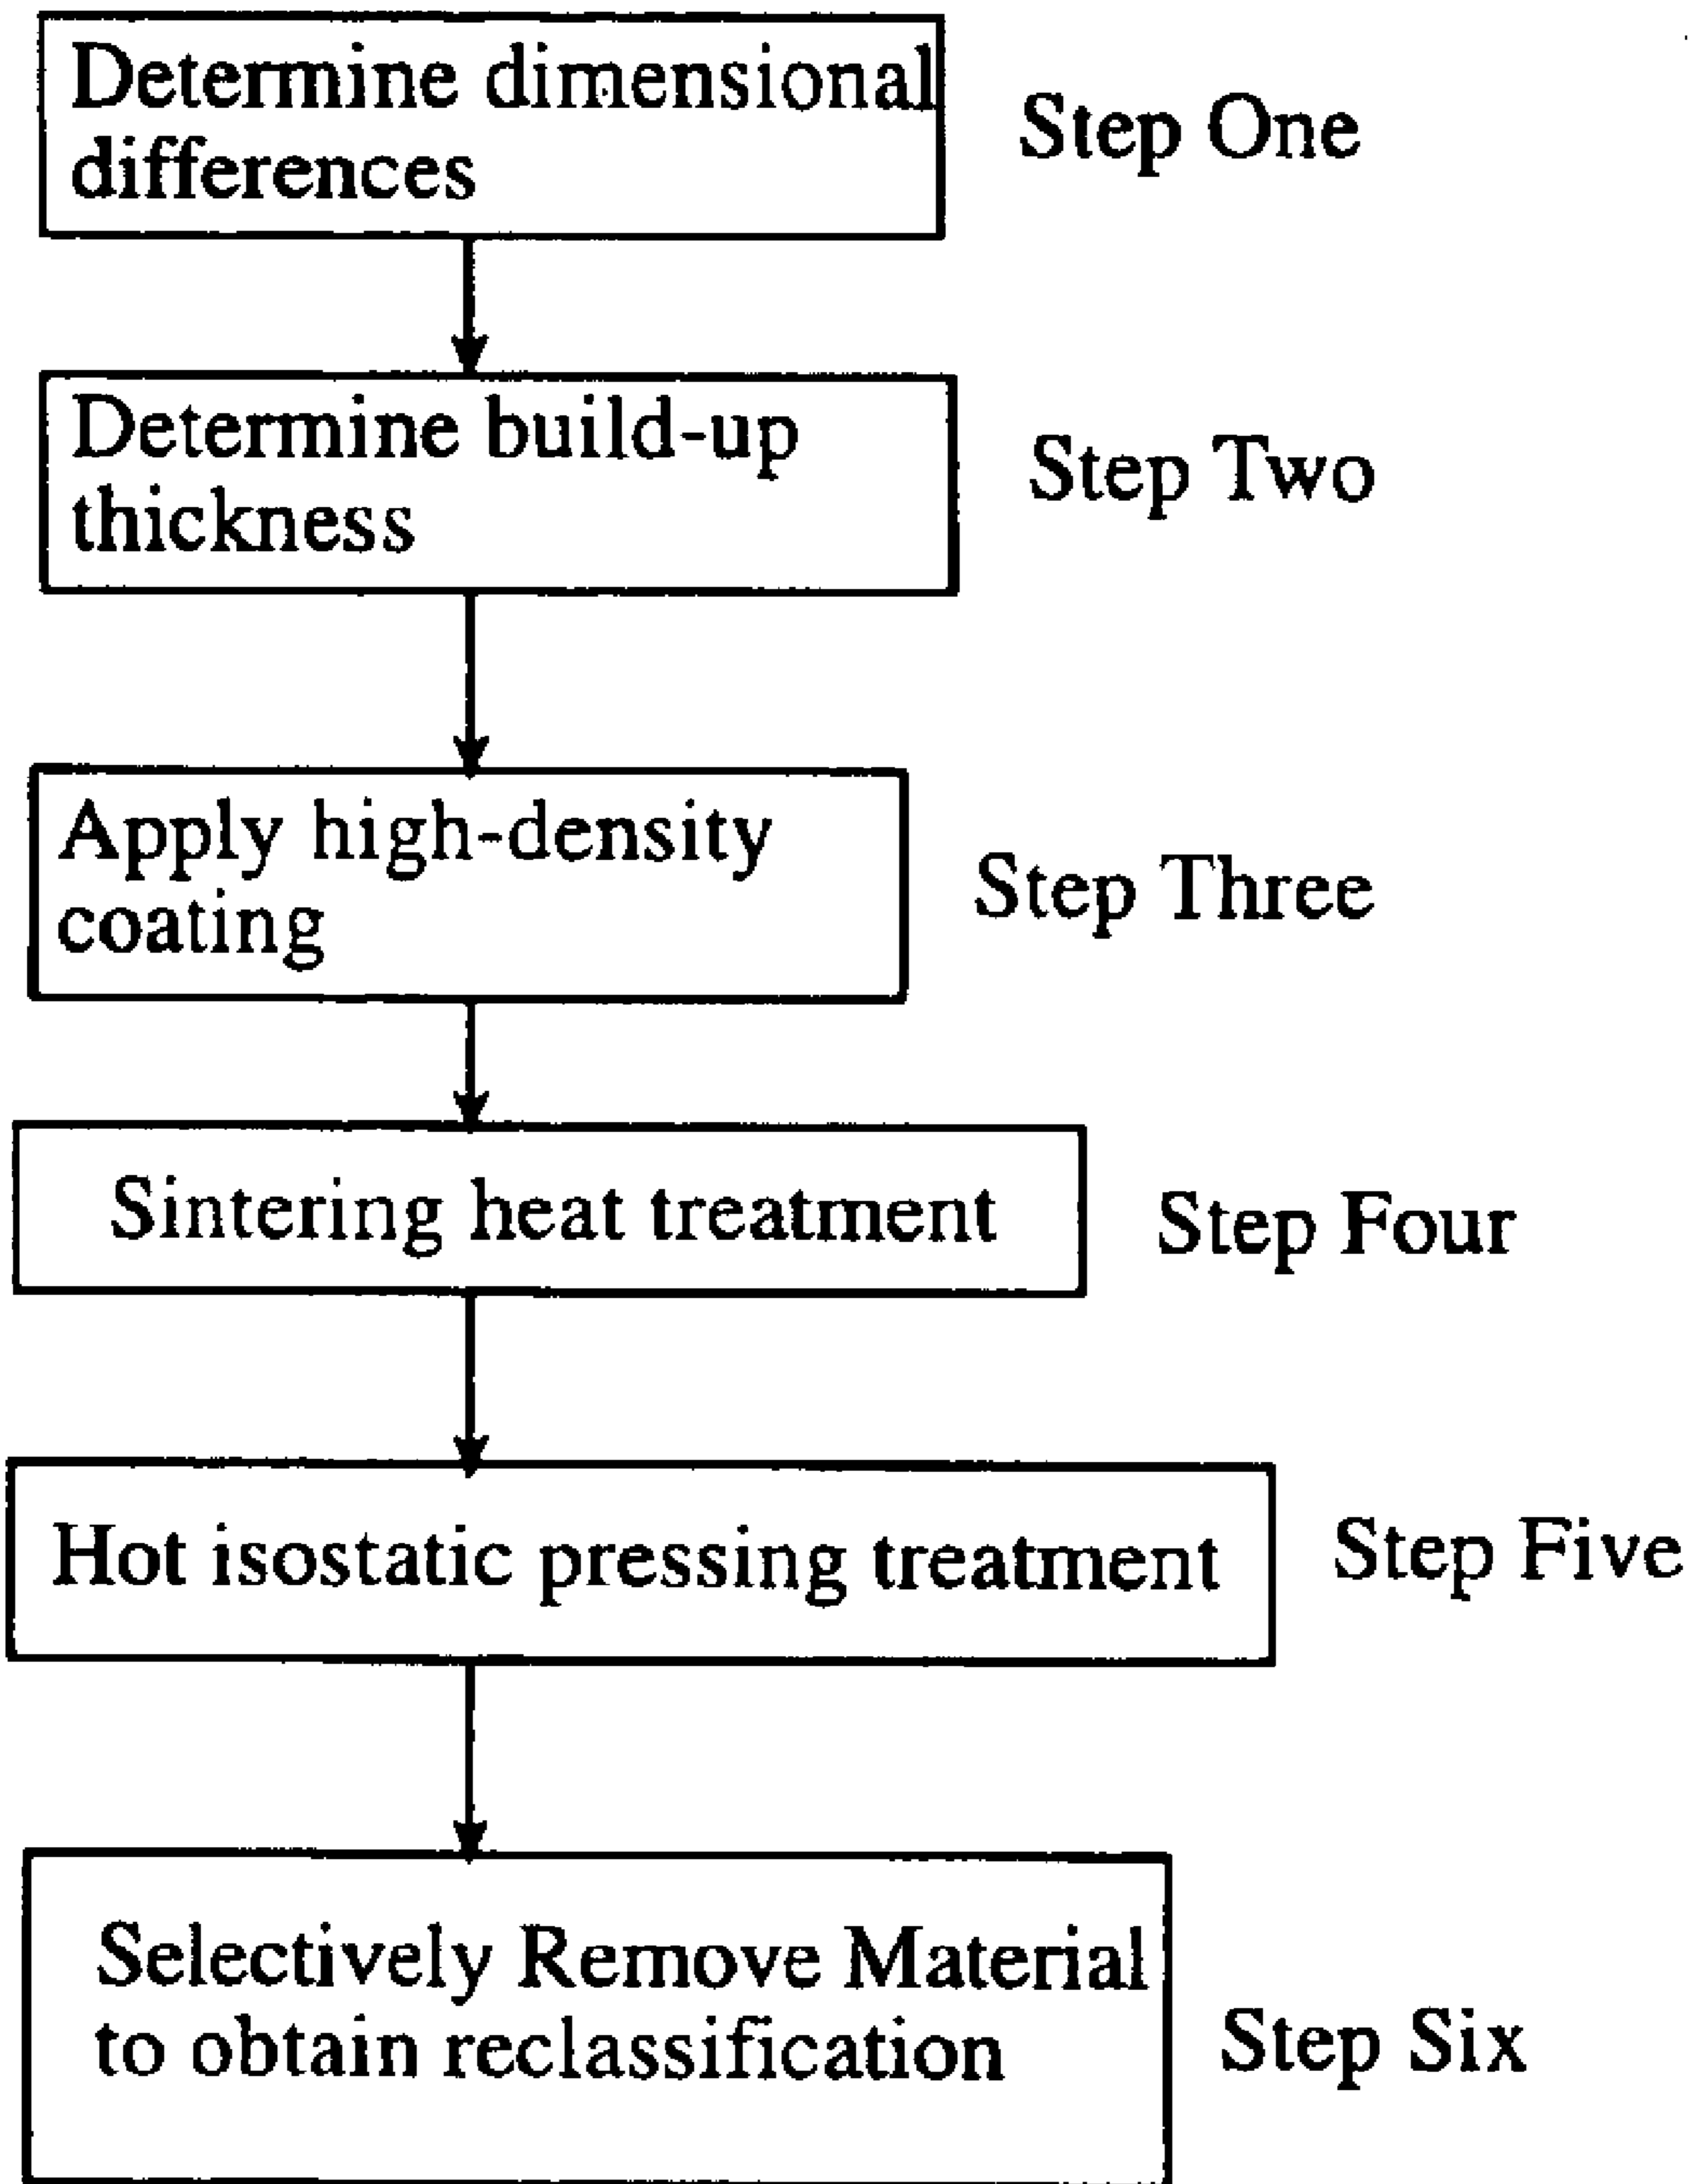 Determine dimensional
differences
Step One
Determine build-up
thickness
Step Two
Apply high-density
coating
Step Three
Sintering heat treatment
Step Four
Hot isostatic pressing treatment
Step Five
Selectively Remove Material
to obtain reclassification
Step Six